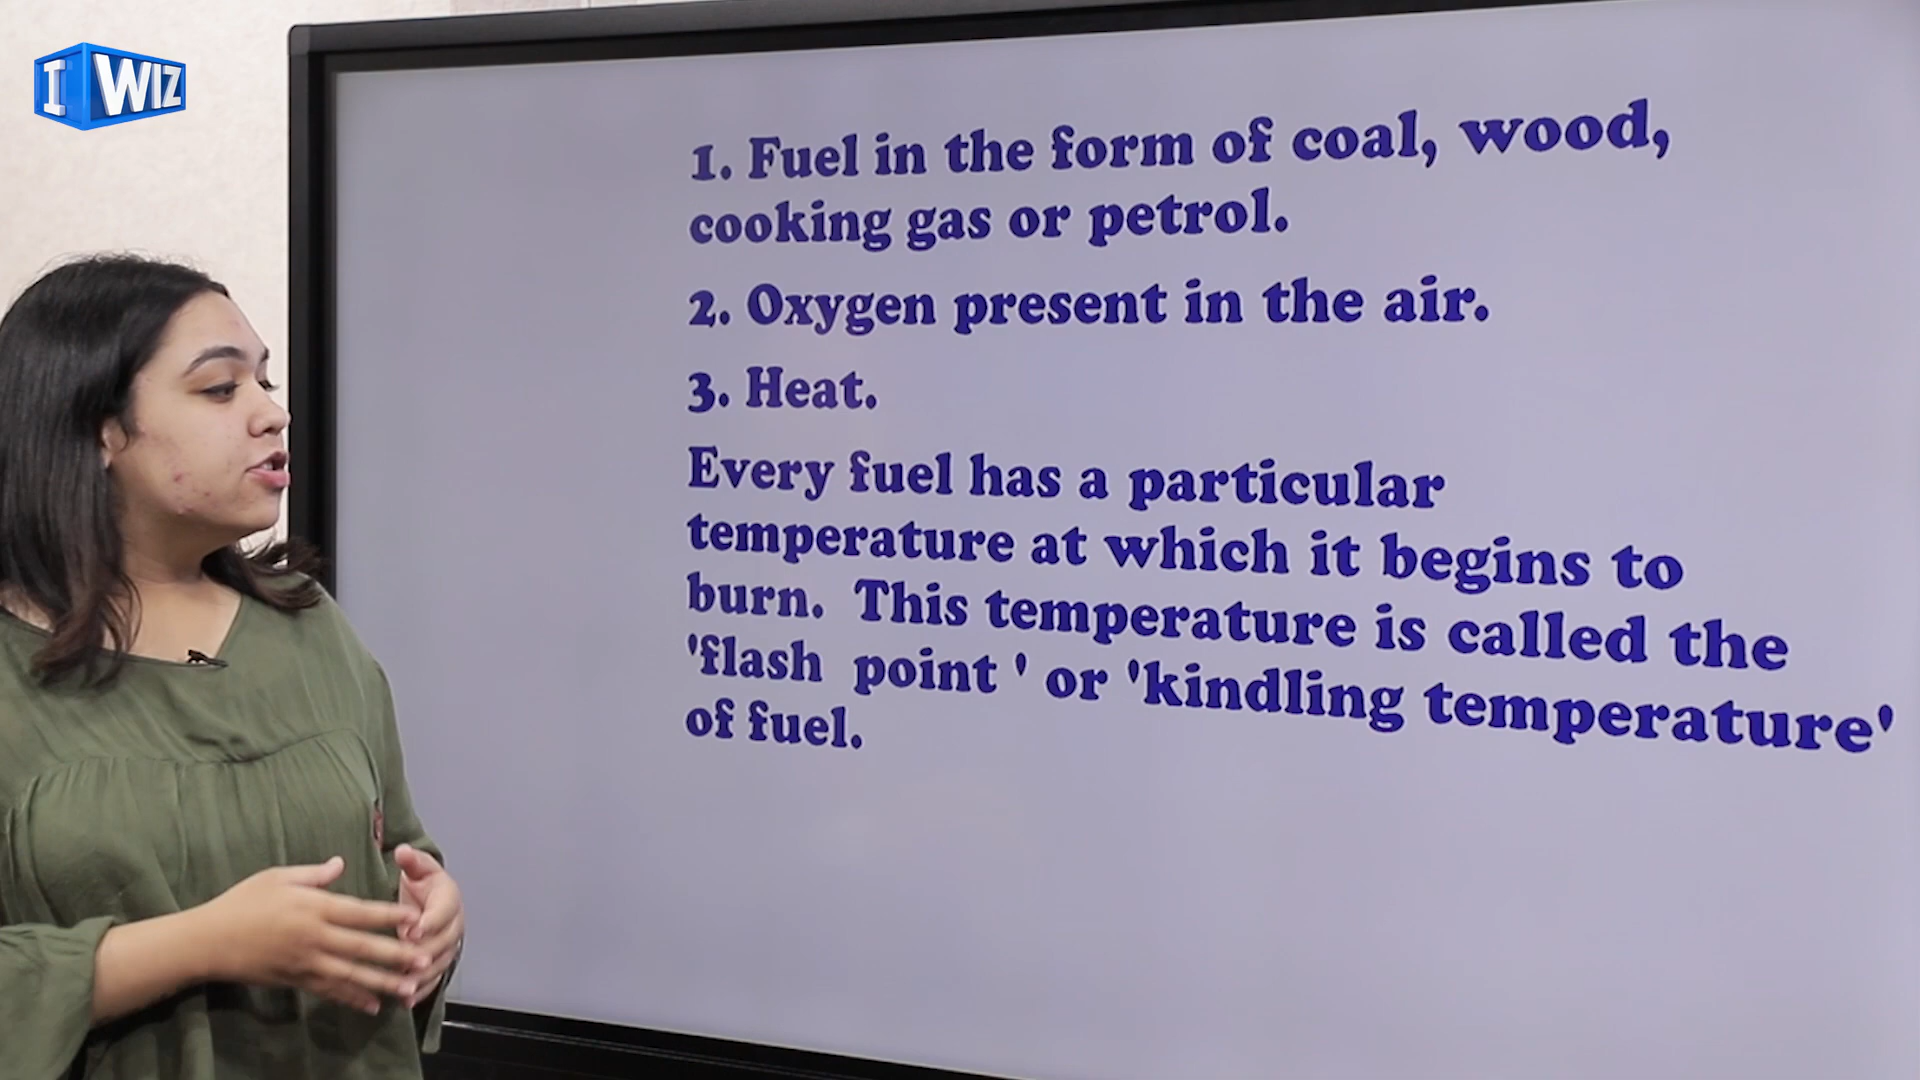 I WIZ
1. Fuel in the form of coal, wood,
cooking gas or petrol.
2. Oxygen present in the air.
3. Heat.
Every fuel has a particular
temperature at which it begins to
burn. This temperature is called the
'flash point ' or 'kindling temperature'
of fuel.